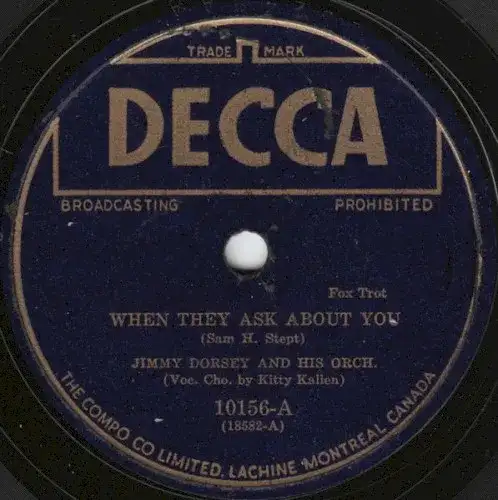 TRADE MARK
DECCA
BROADCASTING PROHIBITED
Fox Trot
WHEN THEY ASK ABOUT YOU
(Sam H. Stept)
JIMMY DORSEY AND HIS ORCH.
(Voc. Cho. by Kitty Kallen)
10156-A
(18582-A)
THE COMPO CO LIMITED, LACHINE MONTREAL CANADA